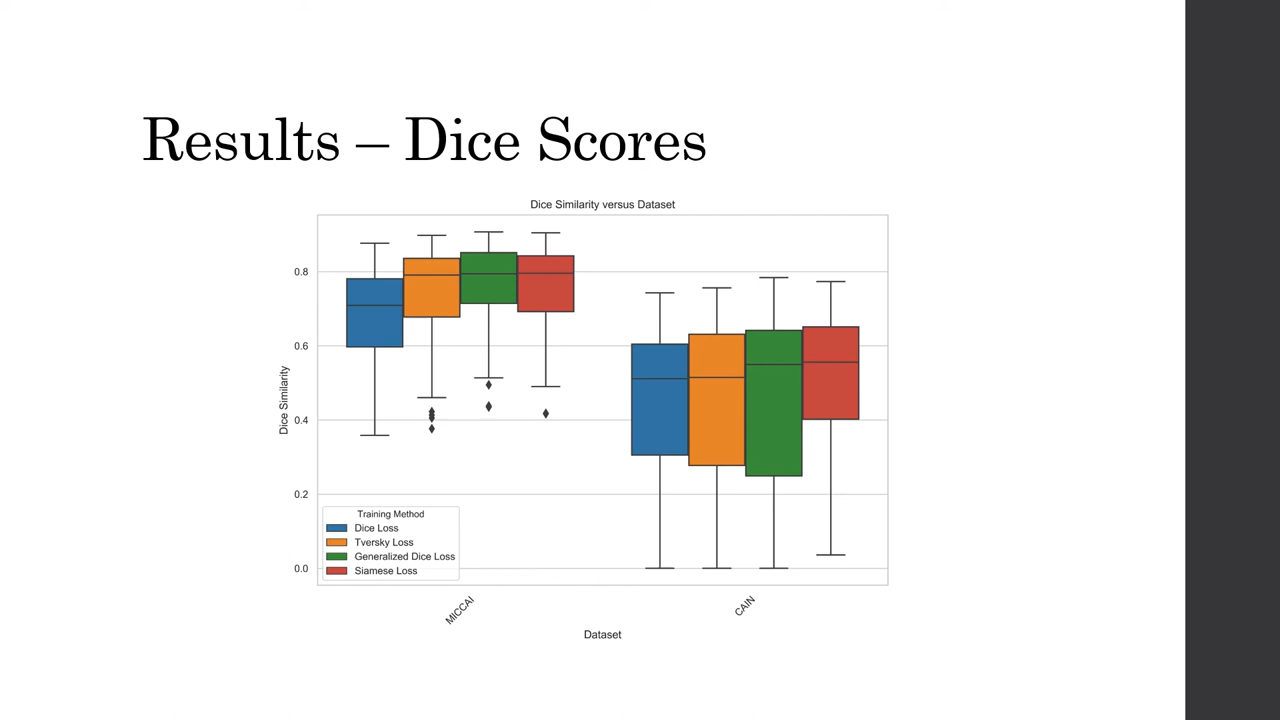 Results – Dice Scores
Dice Similarity versus Dataset
0.8
0.6
0.4
0.2
0.0
Dice Similarity
Training Method
Dice Loss
Tversky Loss
Generalized Dice Loss
Siamese Loss
MICCAI
CAIN
Dataset